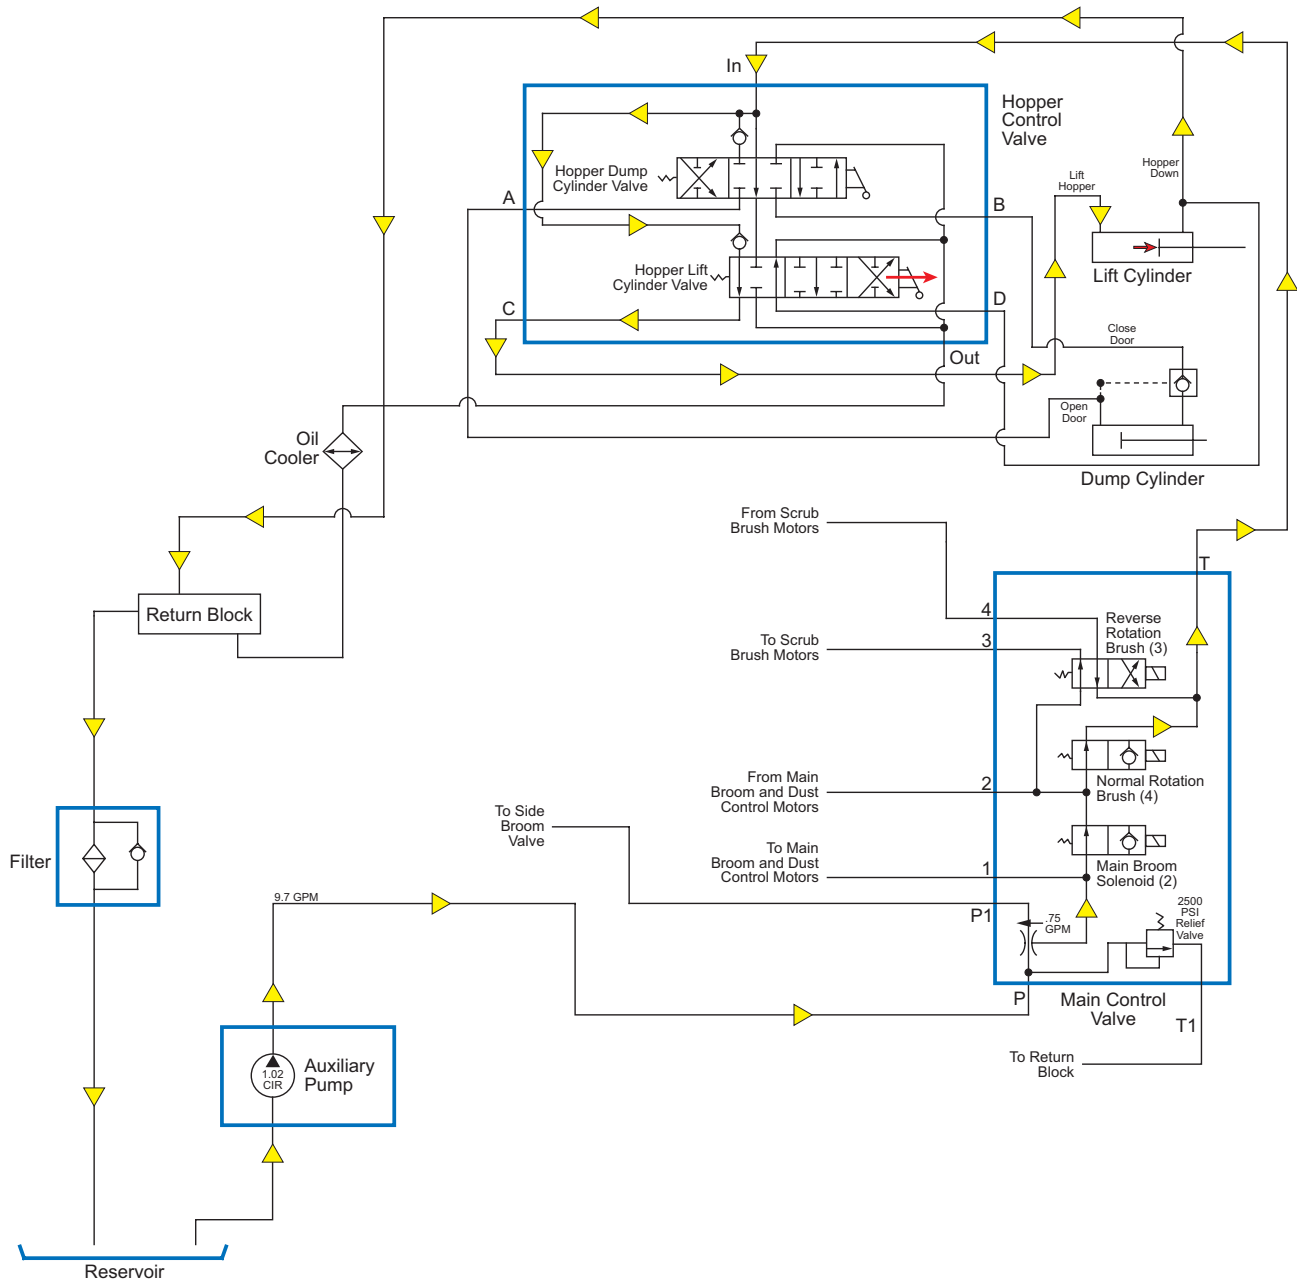 In
Hopper
Control
Valve
Hopper Dump
Cylinder Valve
A
B
Lift
Hopper
Hopper
Down
Lift Cylinder
Hopper Lift
Cylinder Valve
C
D
Out
Close
Door
Open
Door
Dump Cylinder
Oil
Cooler
Return Block
From Scrub
Brush Motors
T
4
Reverse
Rotation
Brush (3)
To Scrub
Brush Motors
3
From Main
Broom and Dust
Control Motors
2
Normal Rotation
Brush (4)
To Side
Broom
Valve
To Main
Broom and Dust
Control Motors
1
Main Broom
Solenoid (2)
Filter
9.7 GPM
P1
.75
GPM
2500
PSI
Relief
Valve
P
Main Control
Valve
T1
To Return
Block
1.02
CIR
Auxiliary
Pump
Reservoir